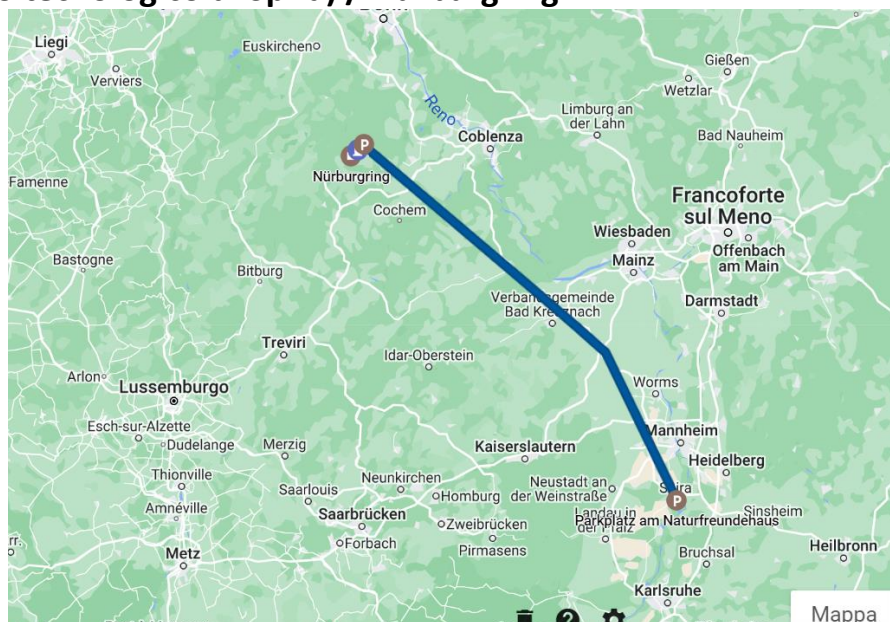 Liegi
Verviers
Euskirchen
Reno
Coblenza
Gießen
Wetzlar
Limburg an
der Lahn
Bad Nauheim
Nürburgring
P
Famenne
Cochem
Francoforte
sul Meno
Wiesbaden
Mainz
Offenbach
am Main
Bastogne
Bitburg
Bad
Darmstadt
Treviri
Idar-Oberstein
Arlon
Lussemburgo
Worms
Esch-sur-Alzette
Dudelange
Merzig
Kaiserslautern
Mannheim
Heidelberg
Thionville
Neunkirchen
Neustadt an
der Weinstraße
P
Saarlouis
Homburg
Sinsheim
Amnéville
Saarbrücken
Zweibrücken
Landau in
der Pfalz
Parkplatz am Naturfreundehaus
Forbach
Pirmasens
Bruchsal
Heilbronn
Metz
Karlsruhe
Mappa